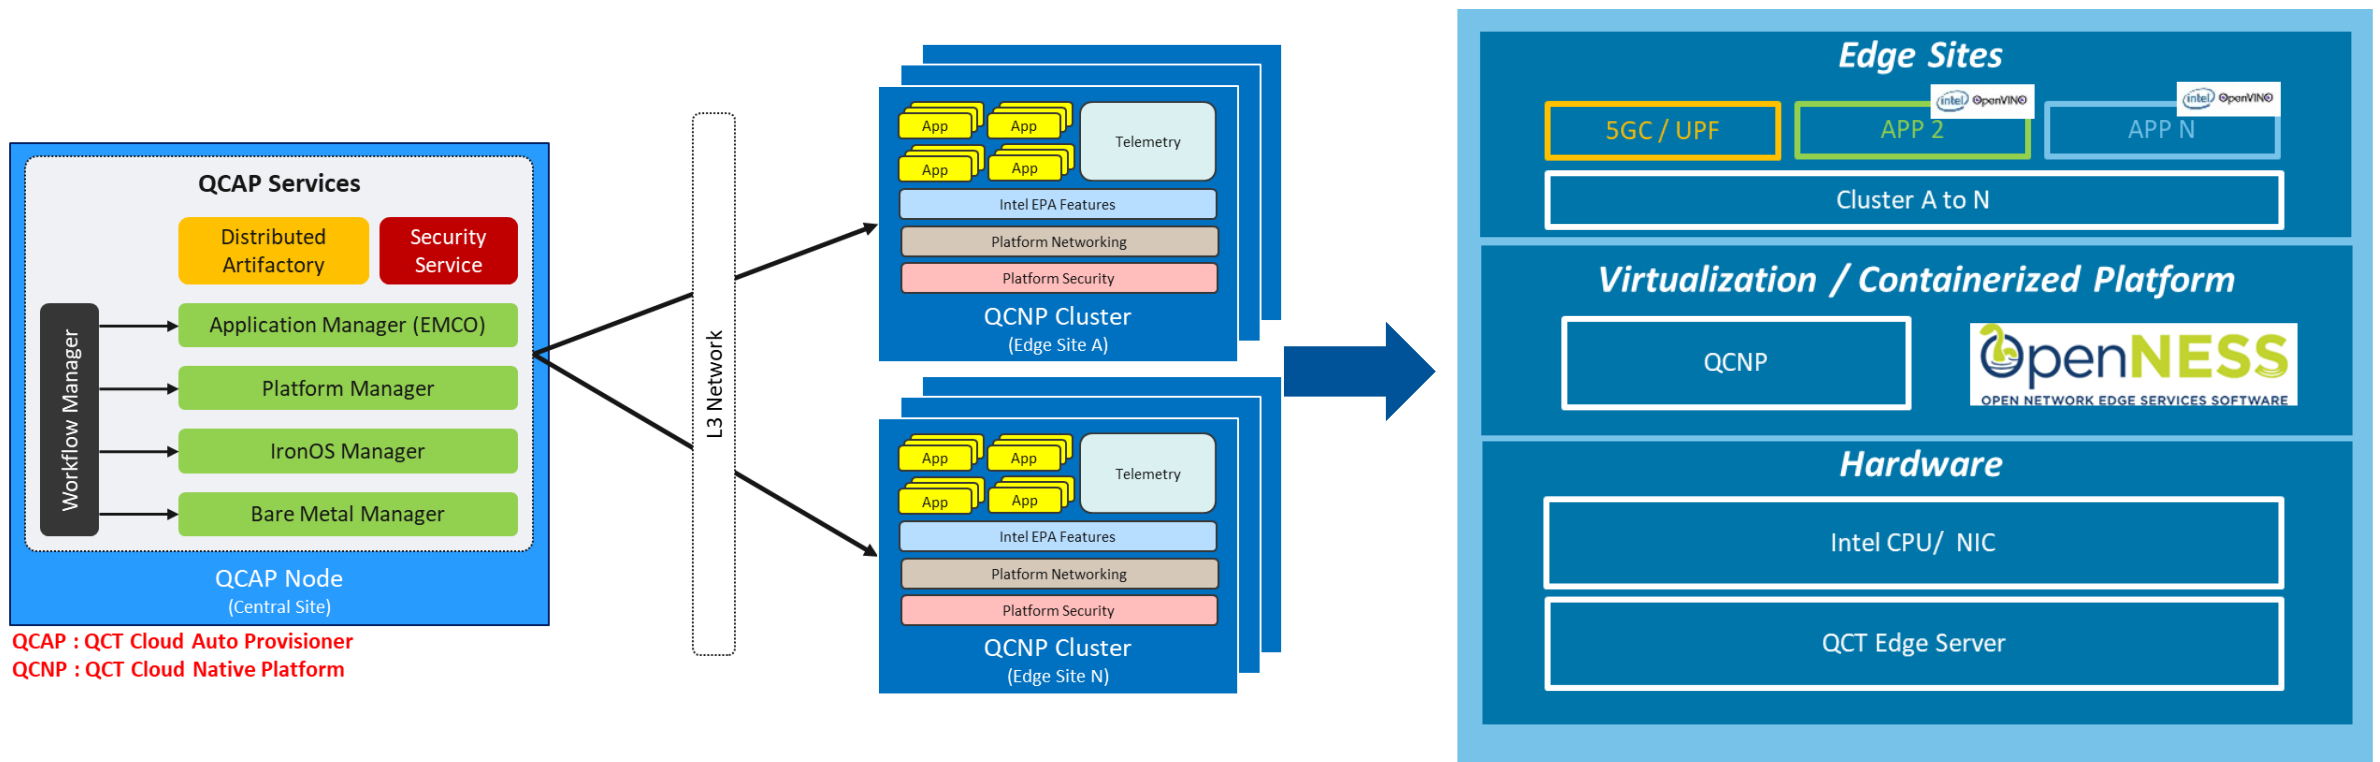 QCAP Services
Distributed
Artifactory
Security
Service
Workflow Manager
Application Manager (EMCO)
Platform Manager
IronOS Manager
Bare Metal Manager
QCAP Node
(Central Site)
QCAP : QCT Cloud Auto Provisioner
QCNP : QCT Cloud Native Platform
L3 Network
App
App
App
App
Telemetry
Intel EPA Features
Platform Networking
Platform Security
QCNP Cluster
(Edge Site A)
App
App
App
App
Telemetry
Intel EPA Features
Platform Networking
Platform Security
QCNP Cluster
(Edge Site N)
Edge Sites
5GC / UPF
intel OpenVINO
APP 2
intel OpenVINO
APP N
Cluster A to N
Virtualization / Containerized Platform
QCNP
OpenNESS
OPEN NETWORK EDGE SERVICES SOFTWARE
Hardware
Intel CPU/ NIC
QCT Edge Server